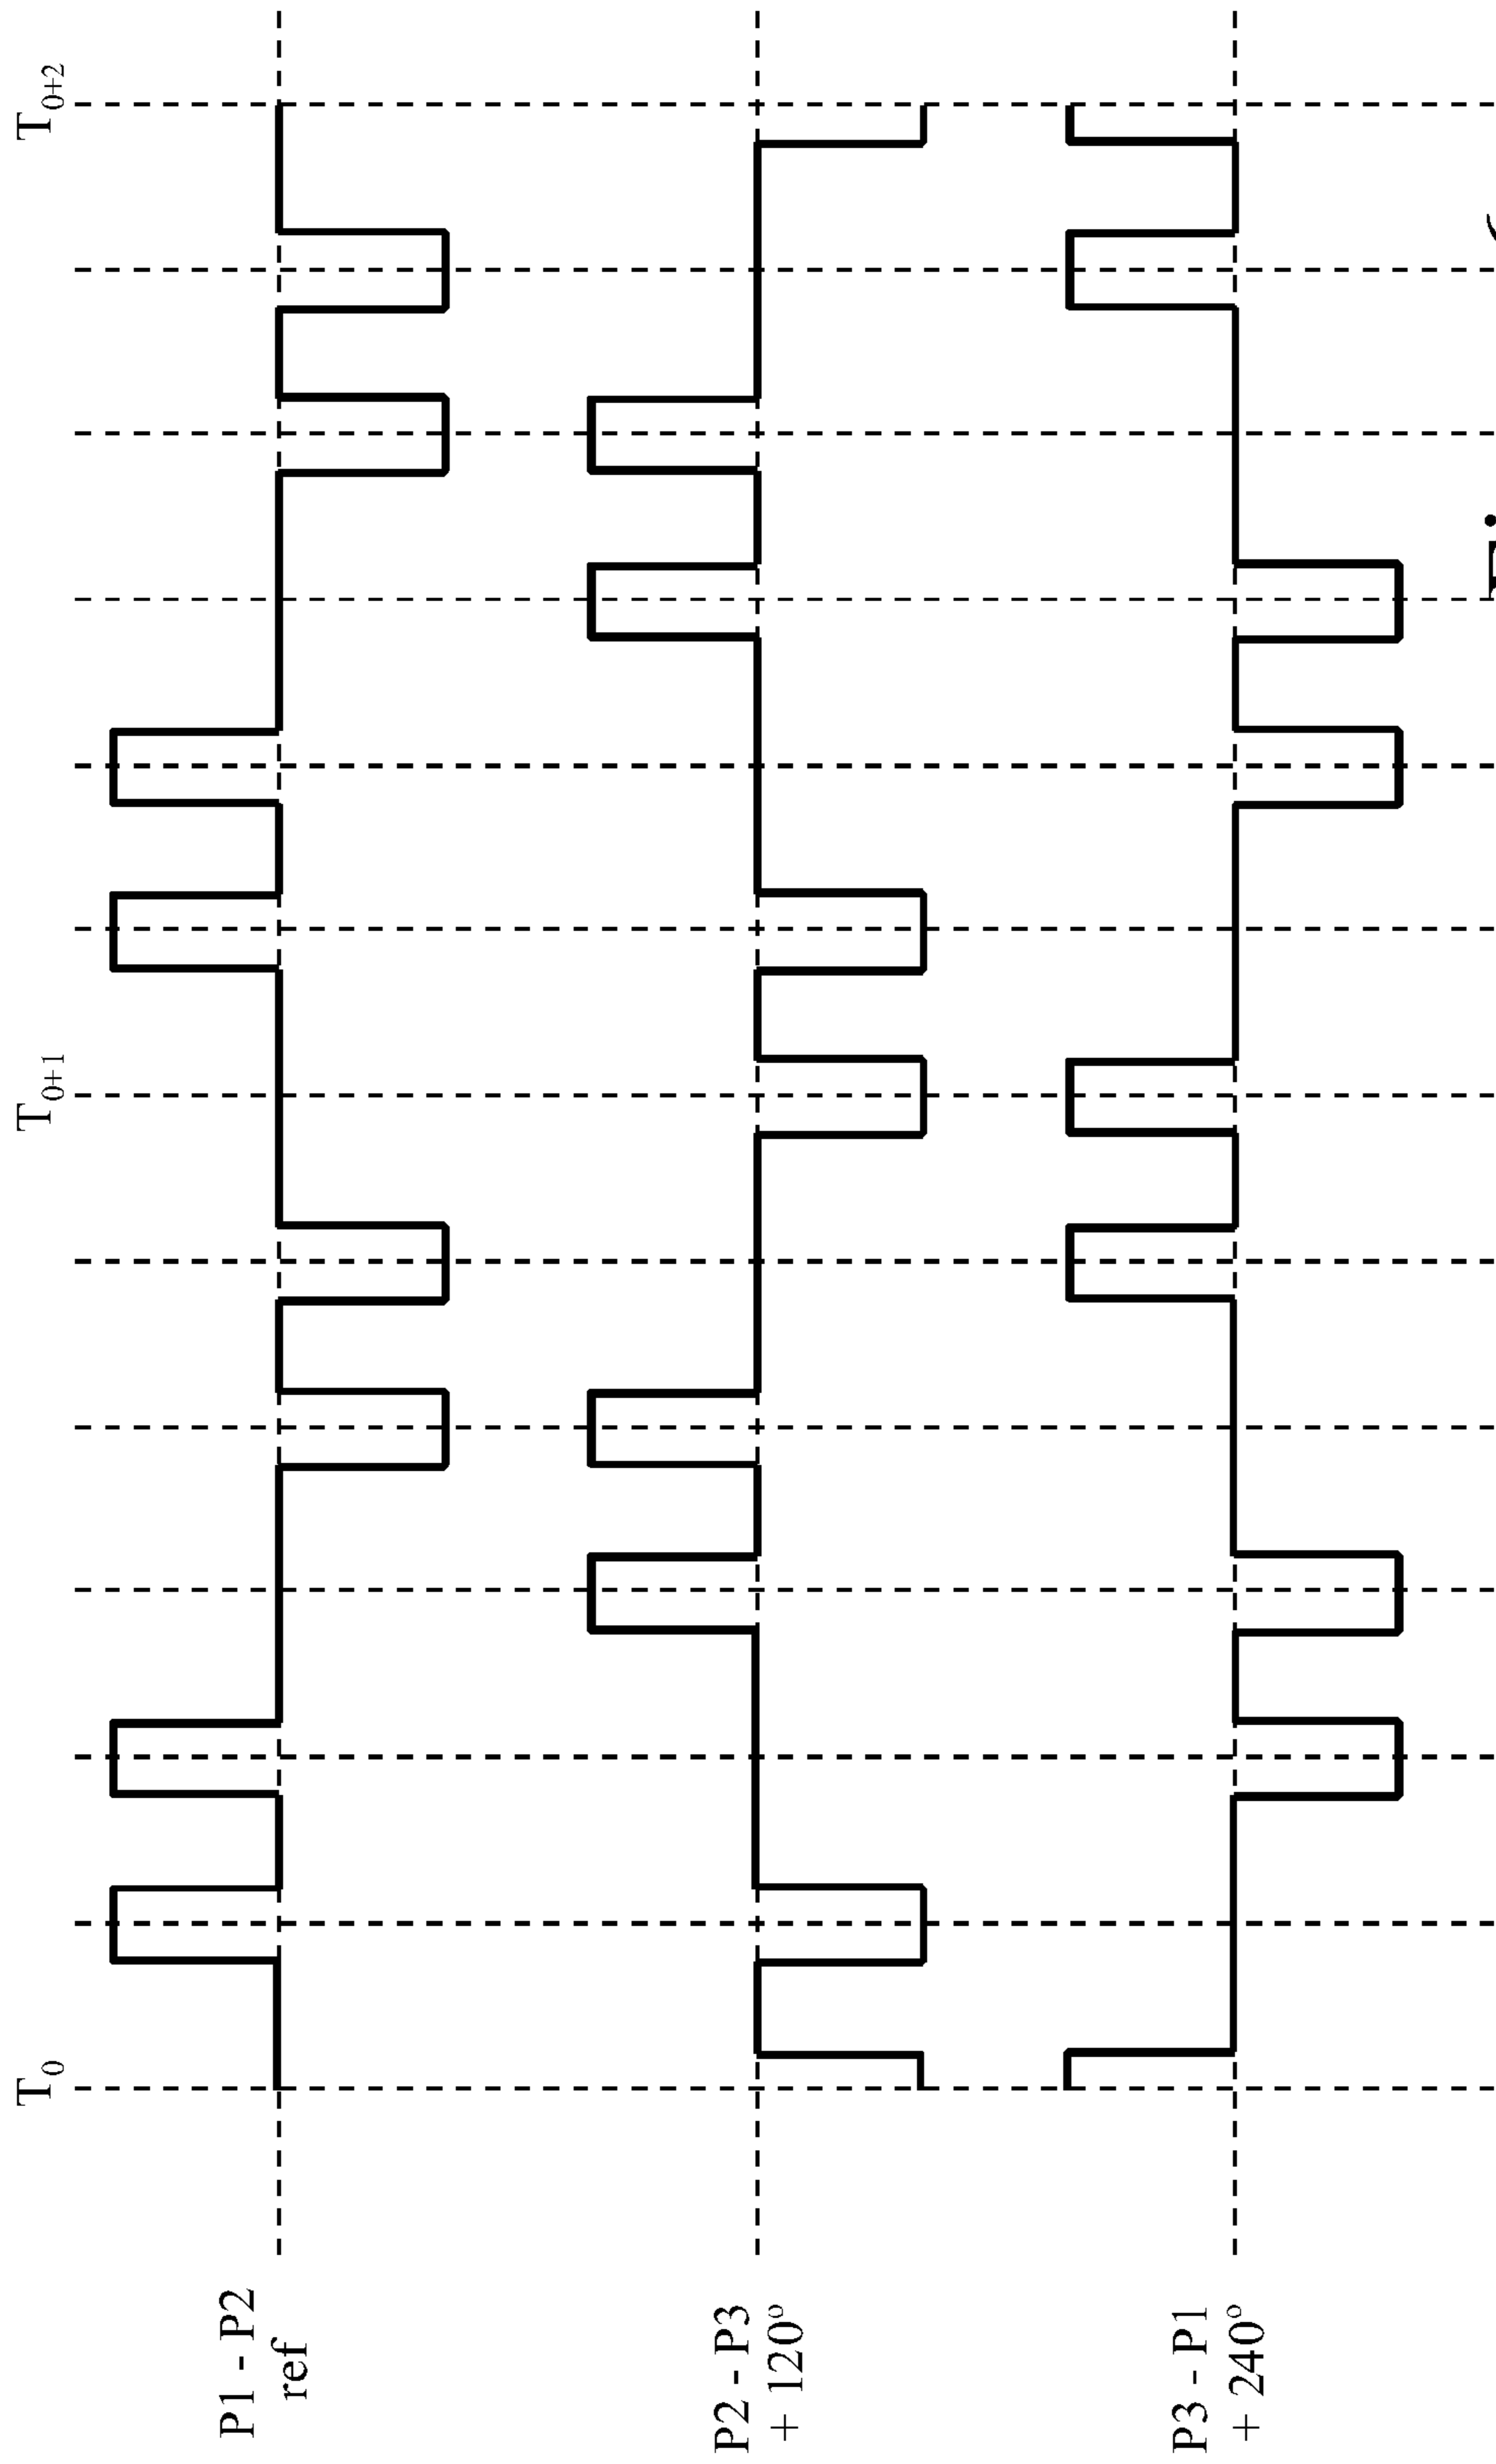 T0
T0+1
T0+2
P1 - P2
ref
P2 - P3
+ 120°
P3 - P1
+ 240°